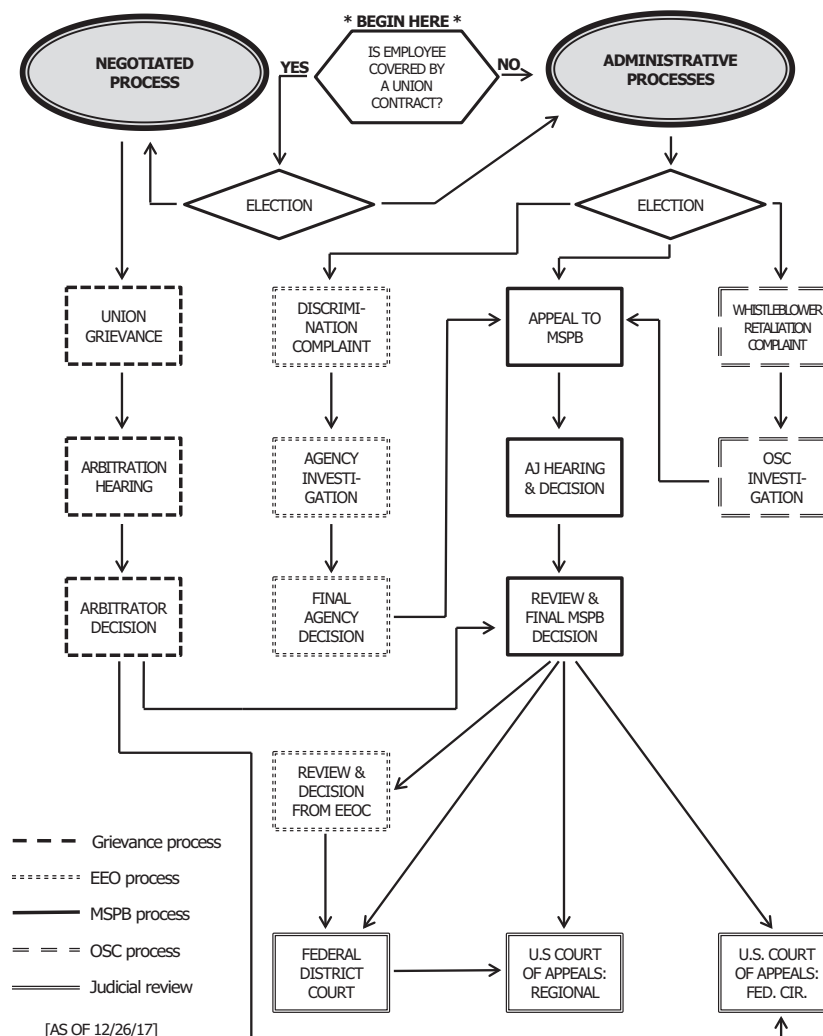 * BEGIN HERE *
NEGOTIATED
PROCESS
YES
IS EMPLOYEE
COVERED BY
A UNION
CONTRACT?
NO
ADMINISTRATIVE
PROCESSES
ELECTION
ELECTION
UNION
GRIEVANCE
DISCRIMI-
NATION
COMPLAINT
APPEAL TO
MSPB
WHISTLEBLOWER
RETALIATION
COMPLAINT
ARBITRATION
HEARING
AGENCY
INVESTI-
GATION
AJ HEARING
& DECISION
OSC
INVESTI-
GATION
ARBITRATOR
DECISION
FINAL
AGENCY
DECISION
REVIEW &
FINAL MSPB
DECISION
REVIEW &
DECISION
FROM EEOC
Grievance process
EEO process
MSPB process
OSC process
Judicial review
FEDERAL
DISTRICT
COURT
U.S COURT
OF APPEALS:
REGIONAL
U.S. COURT
OF APPEALS:
FED. CIR.
[AS OF 12/26/17]